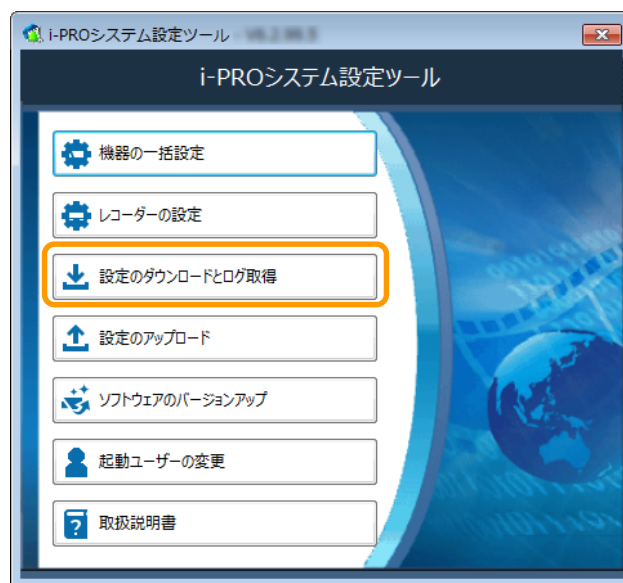 i-PROシステム設定ツール
i-PROシステム設定ツール
機器の一括設定
レコーダーの設定
設定のダウンロードとログ取得
設定のアップロード
ソフトウェアのバージョンアップ
起動ユーザーの変更
取扱説明書